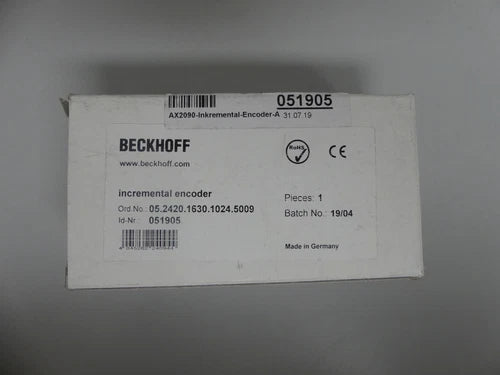 051905
AX2090-Inkremental-Encoder-A 31.07.19
BECKHOFF
www.beckhoff.com
RoHS
CE
incremental encoder
Ord.No.: 05.2420.1630.1024.5009
Id-Nr.: 051905
Pieces: 1
Batch No.: 19/04
Made in Germany